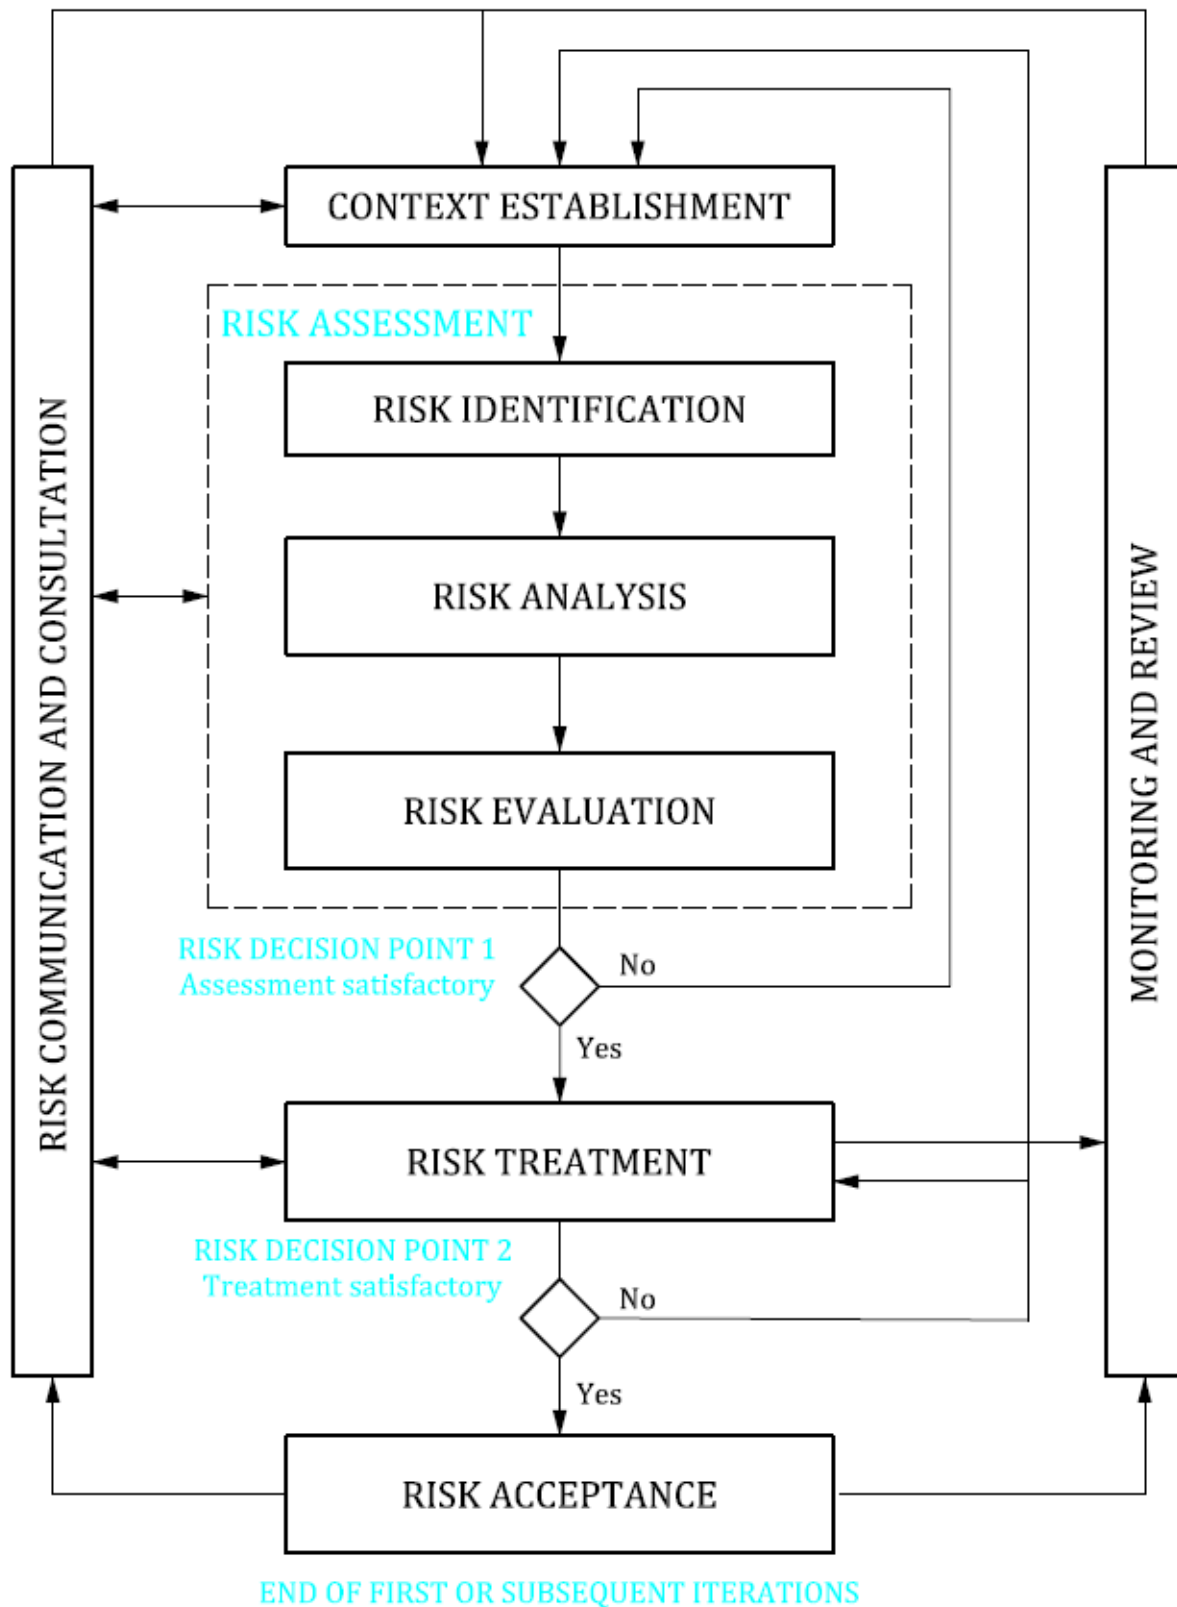 CONTEXT ESTABLISHMENT
RISK ASSESSMENT
RISK IDENTIFICATION
RISK ANALYSIS
RISK EVALUATION
RISK DECISION POINT 1
Assessment satisfactory
No
Yes
RISK TREATMENT
RISK DECISION POINT 2
Treatment satisfactory
No
Yes
RISK ACCEPTANCE
END OF FIRST OR SUBSEQUENT ITERATIONS
RISK COMMUNICATION AND CONSULTATION
MONITORING AND REVIEW